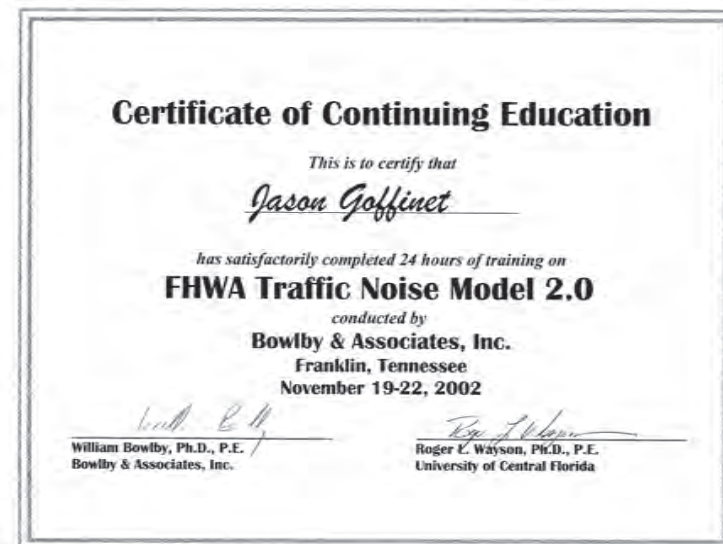 Certificate of Continuing Education
This is to certify that
Jason Goffinet
has satisfactorily completed 24 hours of training on
FHWA Traffic Noise Model 2.0
conducted by
Bowlby & Associates, Inc.
Franklin, Tennessee
November 19-22, 2002
William Bowlby, Ph.D., P.E.
Bowlby & Associates, Inc.
Roger L. Wayson, Ph.D., P.E.
University of Central Florida